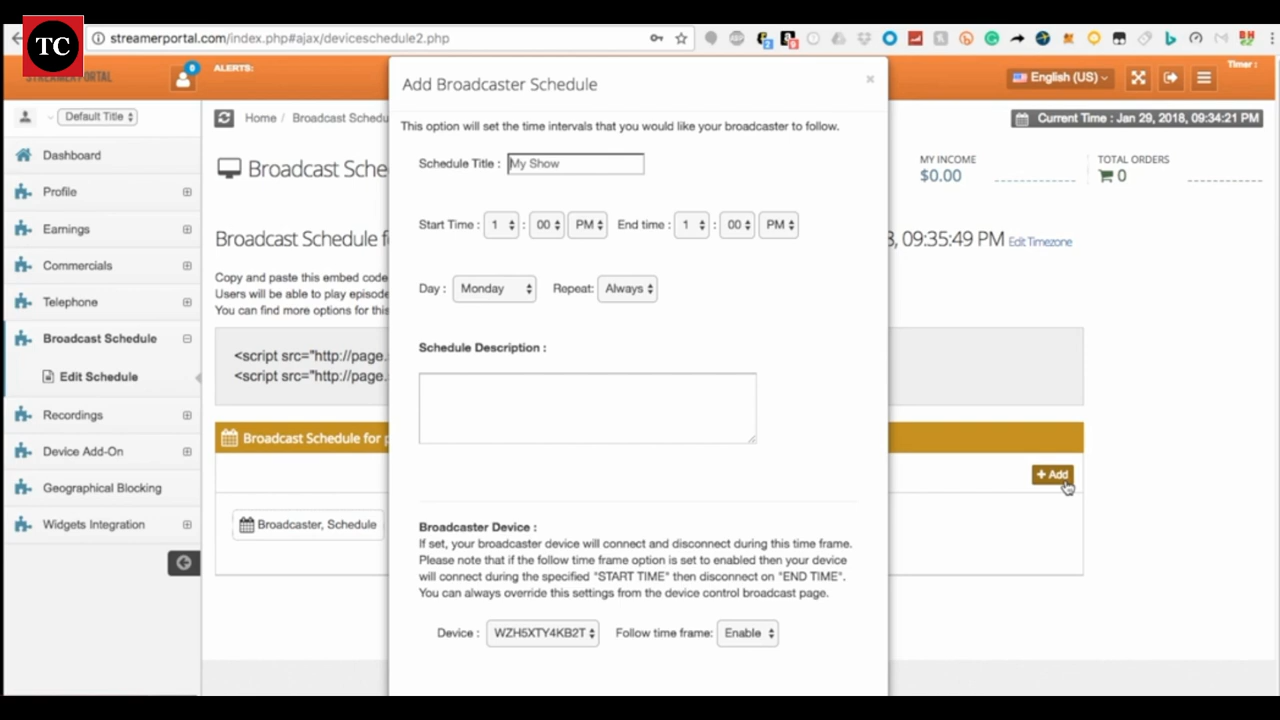 TC
streamerportal.com/index.php#ajax/deviceschedule2.php
STREAMERPORTAL
0
ALERTS:
English (US)
Timer :
Default Title
Dashboard
Profile
Earnings
Commercials
Telephone
Broadcast Schedule
Edit Schedule
Recordings
Device Add-On
Geographical Blocking
Widgets Integration
Home / Broadcast Schedu
Current Time : Jan 29, 2018, 09:34:21 PM
Broadcast Sche
MY INCOME
$0.00
TOTAL ORDERS
0
Broadcast Schedule f
, 09:35:49 PM Edit Timezone
Copy and paste this embed code
Users will be able to play episode
You can find more options for this
<script src="http://page.
<script src="http://page.
Broadcast Schedule for p
+ Add
Broadcaster, Schedule
Add Broadcaster Schedule
×
This option will set the time intervals that you would like your broadcaster to follow.
Schedule Title : My Show
Start Time : 1 : 00 PM End time : 1 : 00 PM
Day : Monday Repeat: Always
Schedule Description :
Broadcaster Device :
If set, your broadcaster device will connect and disconnect during this time frame.
Please note that if the follow time frame option is set to enabled then your device
will connect during the specified "START TIME" then disconnect on "END TIME".
You can always override this settings from the device control broadcast page.
Device : WZH5XTY4KB2T Follow time frame: Enable